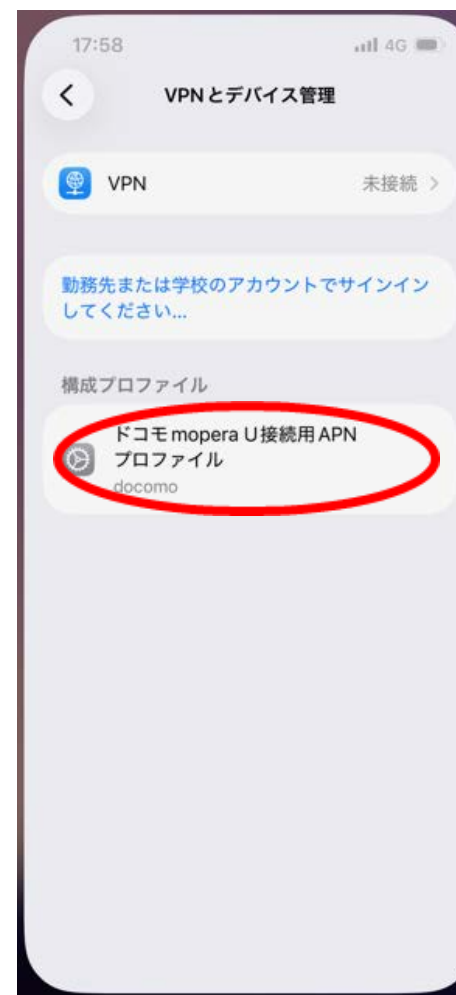 17:58 4G
VPNとデバイス管理
VPN 未接続
勤務先または学校のアカウントでサインイン
してください...
構成プロファイル
ドコモ mopera U接続用 APN
プロファイル
docomo